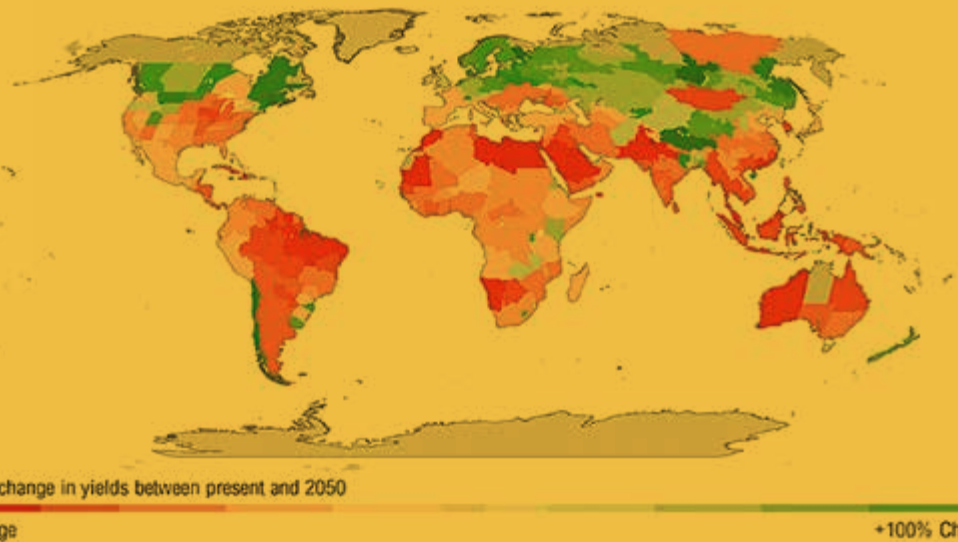 change in yields between present and 2050
ge +100% Ch